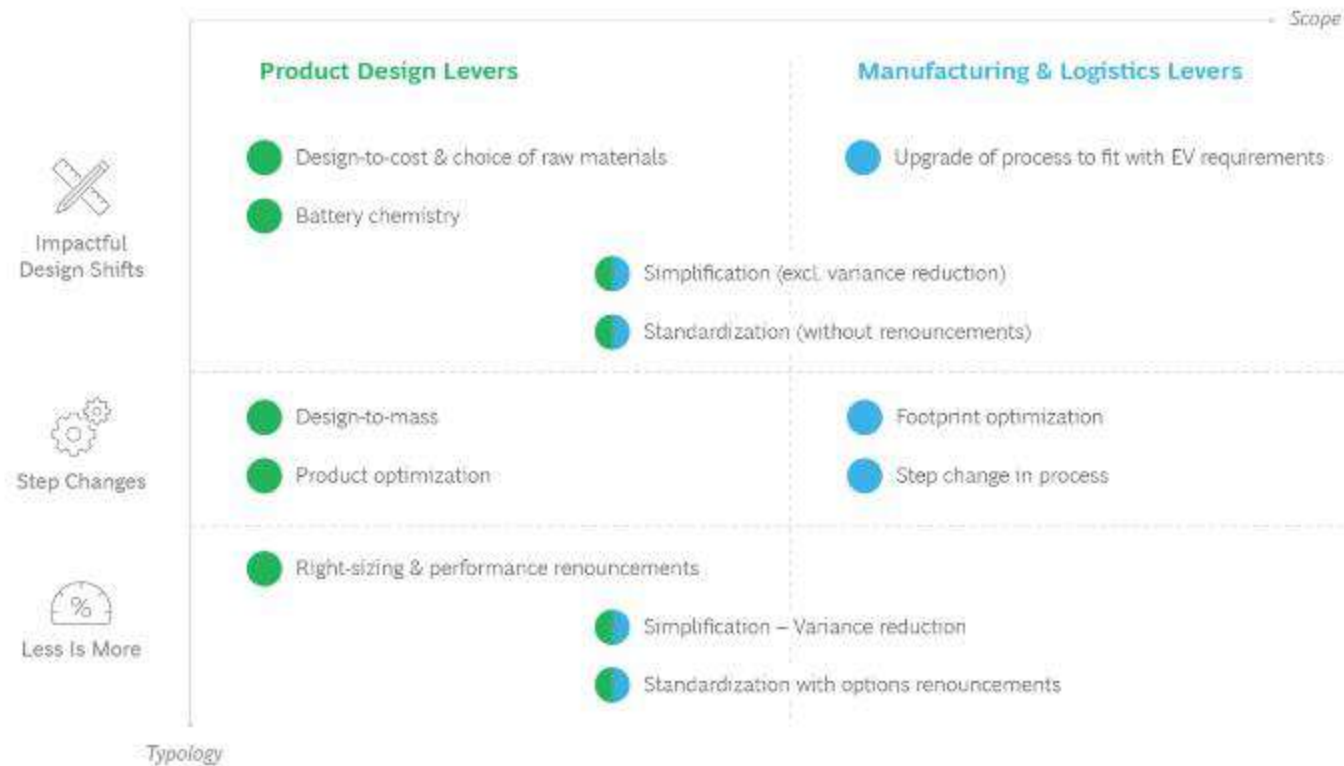 Scope
Product Design Levers
Manufacturing & Logistics Levers
Impactful
Design Shifts
Design-to-cost & choice of raw materials
Upgrade of process to fit with EV requirements
Battery chemistry
Simplification (excl. variance reduction)
Standardization (without renouncements)
Step Changes
Design-to-mass
Footprint optimization
Product optimization
Step change in process
%
Less Is More
Right-sizing & performance renouncements
Simplification – Variance reduction
Standardization with options renouncements
Typology